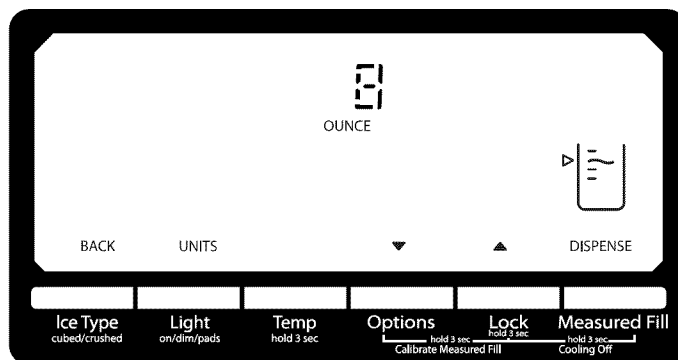 8
OUNCE
BACK UNITS ▼ ▲ DISPENSE
Ice Type Light Temp Options Lock Measured Fill
cubed/crushed on/dim/pads hold 3 sec hold 3 sec
hold 3 sec hold 3 sec
Calibrate Measured Fill Cooling Off